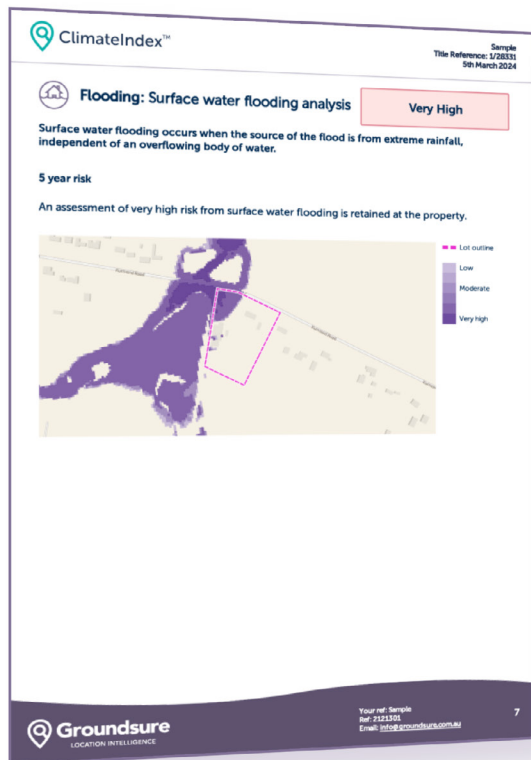 ClimateIndex™
Sample
Title Reference: 1/28331
5th March 2024
Flooding: Surface water flooding analysis
Very High
Surface water flooding occurs when the source of the flood is from extreme rainfall,
independent of an overflowing body of water.
5 year risk
An assessment of very high risk from surface water flooding is retained at the property.
Lot outline
Low
Moderate
Very high
Groundsure
LOCATION INTELLIGENCE
Your ref: Sample
Ref: 2121301
Email: info@groundsure.com.au
7